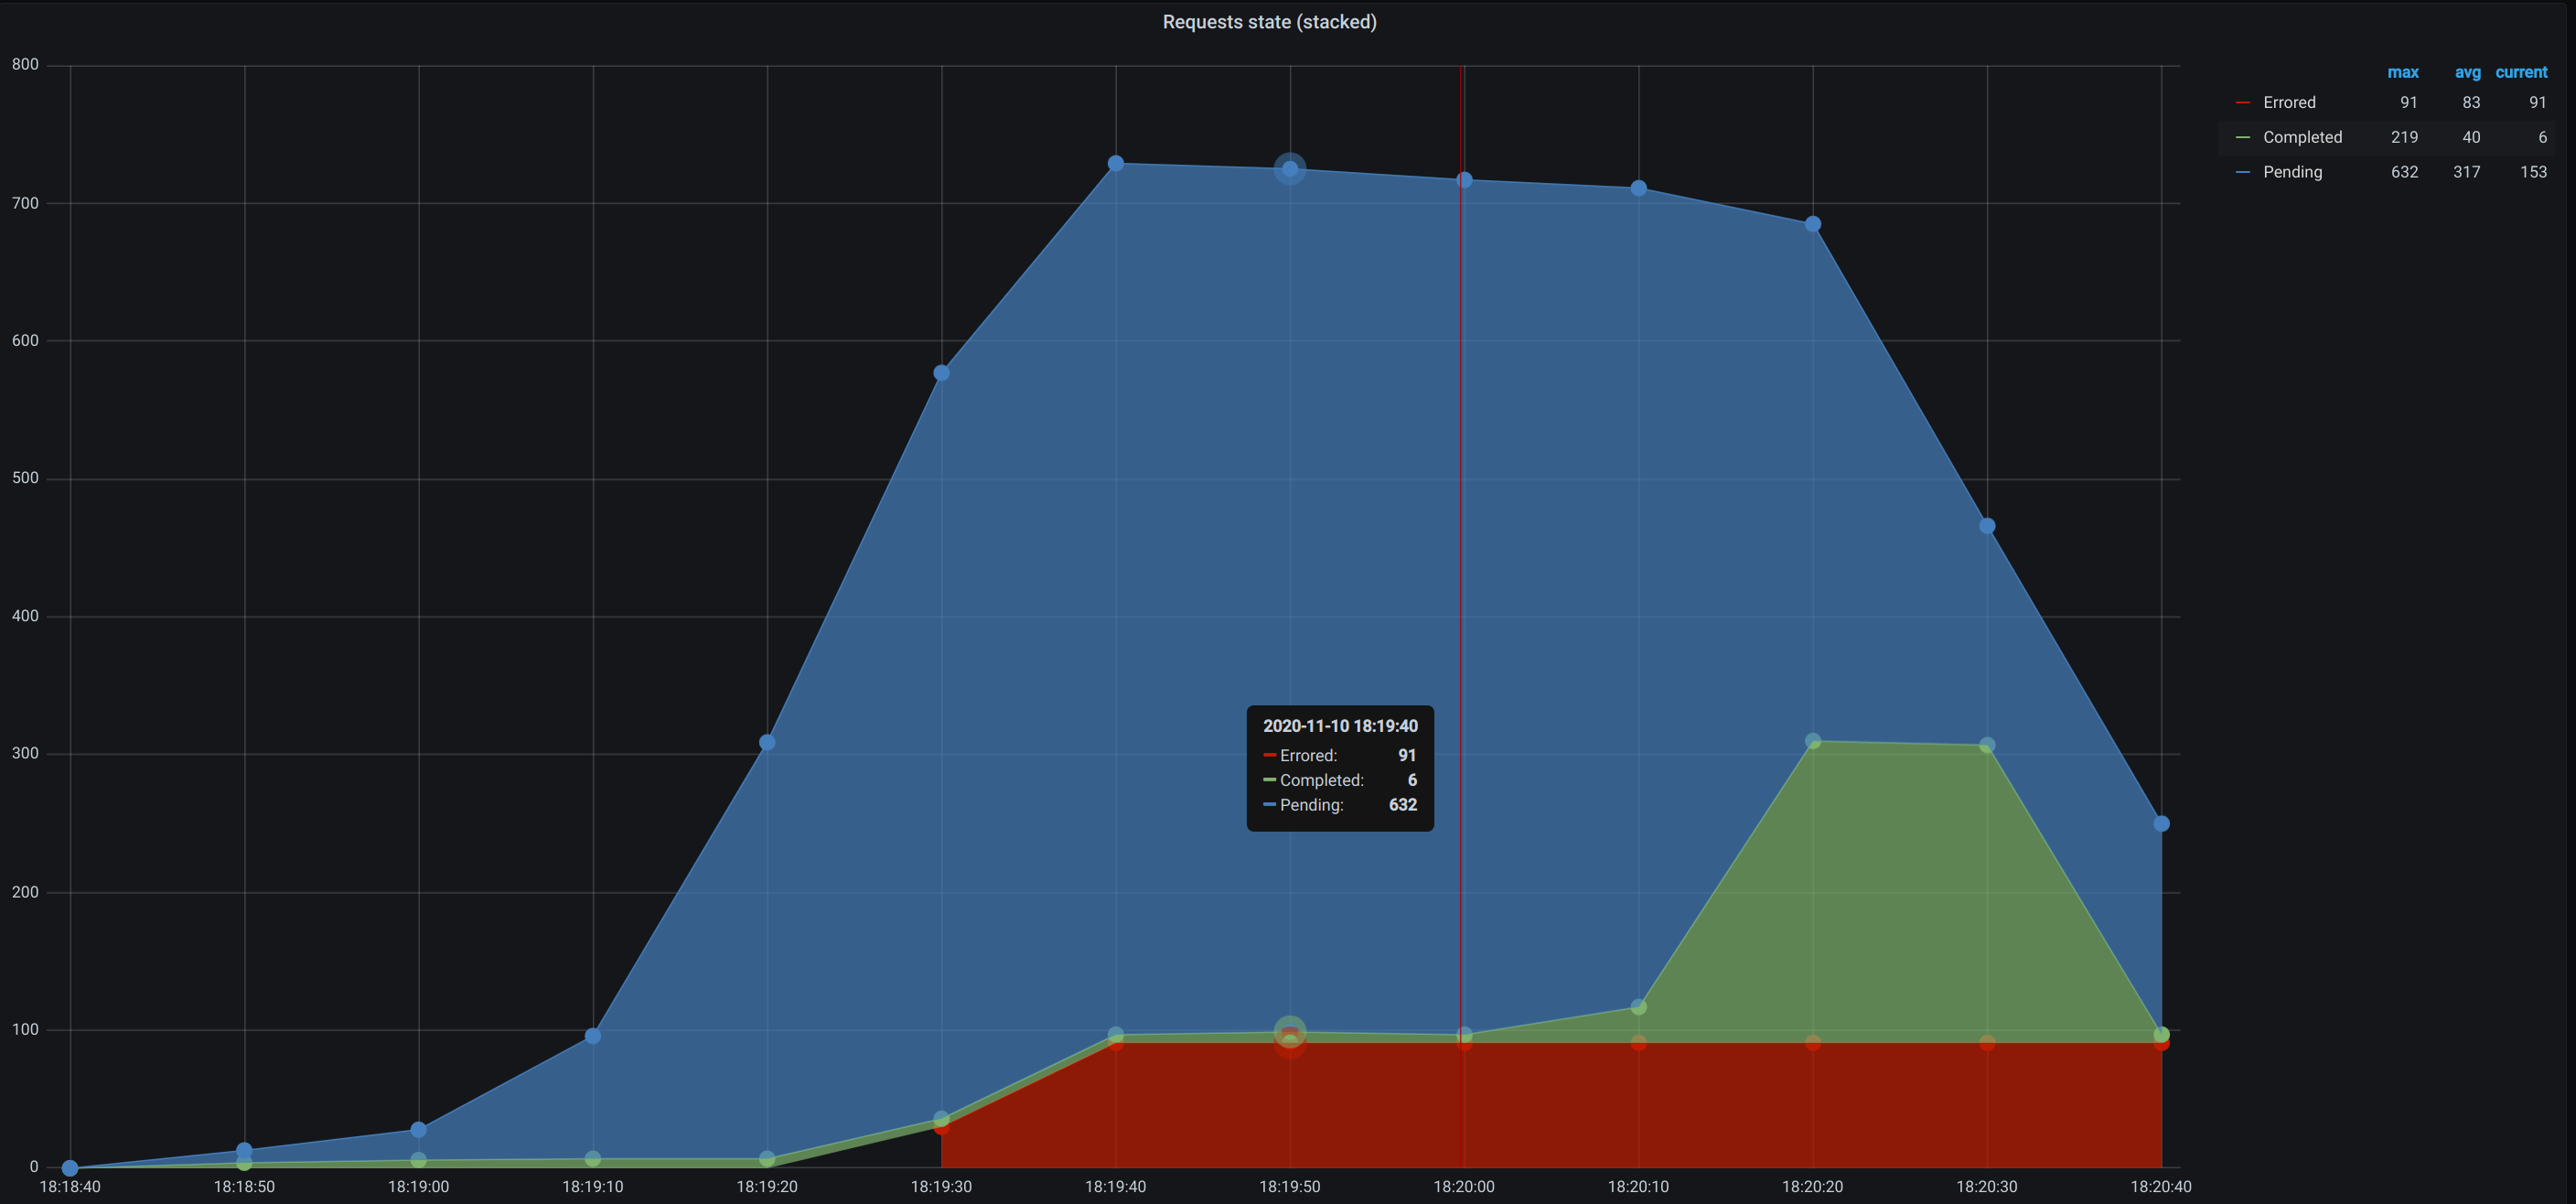 Requests state (stacked)
800
700
600
500
400
300
200
100
0
18:18:40 18:18:50 18:19:00 18:19:10 18:19:20 18:19:30 18:19:40 18:19:50 18:20:00 18:20:10 18:20:20 18:20:30 18:20:40
2020-11-10 18:19:40
Errored: 91
Completed: 6
Pending: 632
max avg current
Errored 91 83 91
Completed 219 40 6
Pending 632 317 153